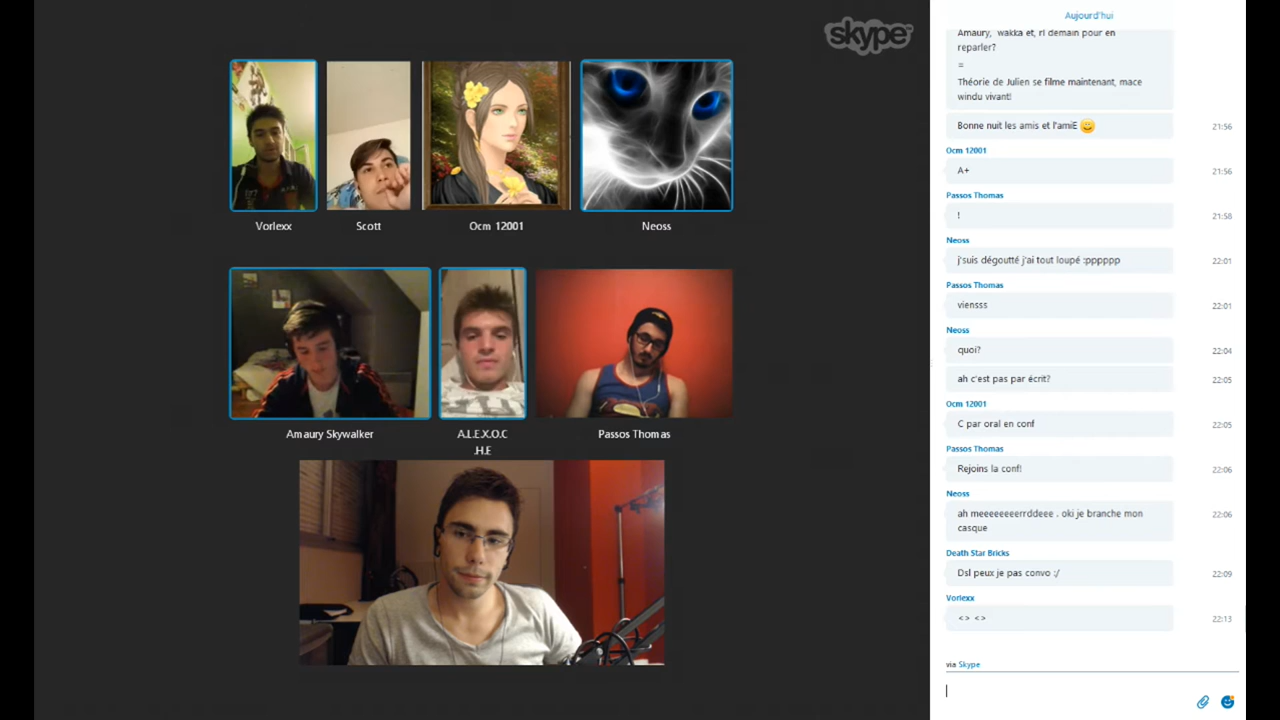 skype
Vorlexx
Scott
Ocm 12001
Neoss
Amaury Skywalker
A.L.E.X.O.C
.H.E
Passos Thomas
Aujourd'hui
Amaury, wakka et, rl demain pour en
reparler?
=
Théorie de Julien se filme maintenant, mace
windu vivant!
Bonne nuit les amis et l'amiE
21:56
Ocm 12001
A+
21:56
Passos Thomas
!
21:58
Neoss
j'suis dégoutté j'ai tout loupé :pppppp
22:01
Passos Thomas
viensss
22:01
Neoss
quoi?
22:04
ah c'est pas par écrit?
22:05
Ocm 12001
C par oral en conf
22:05
Passos Thomas
Rejoins la conf!
22:06
Neoss
ah meeeeeeeerrddeee . oki je branche mon
casque
22:06
Death Star Bricks
Dsl peux je pas convo :/
22:09
Vorlexx
<> <>
22:13
via Skype